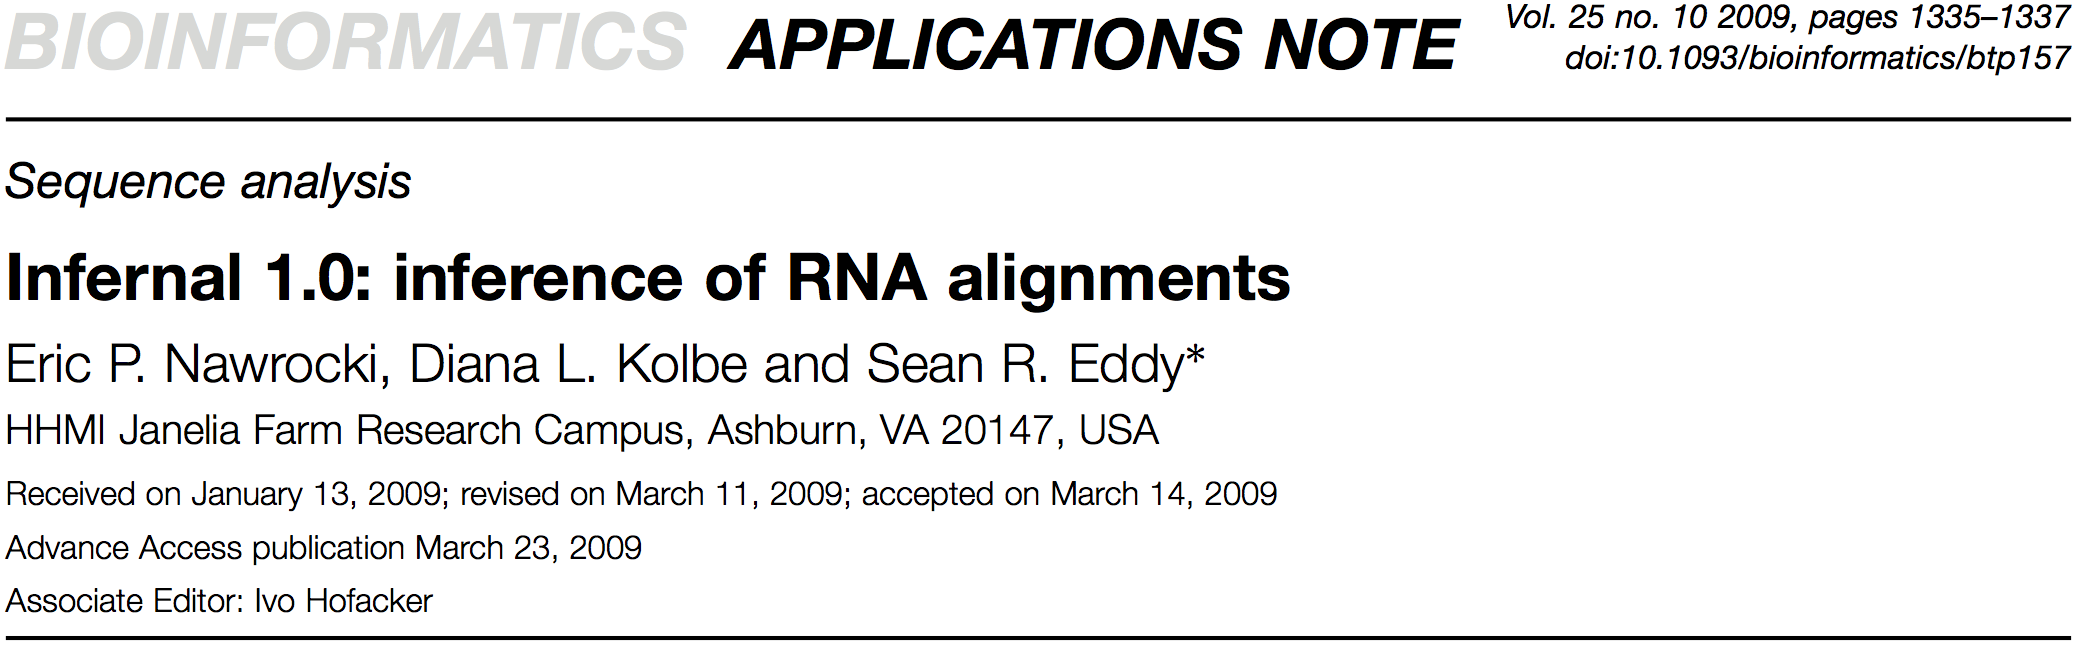 BIOINFORMATICS APPLICATIONS NOTE
Vol. 25 no. 10 2009, pages 1335–1337
doi:10.1093/bioinformatics/btp157
Sequence analysis
Infernal 1.0: inference of RNA alignments
Eric P. Nawrocki, Diana L. Kolbe and Sean R. Eddy*
HHMI Janelia Farm Research Campus, Ashburn, VA 20147, USA
Received on January 13, 2009; revised on March 11, 2009; accepted on March 14, 2009
Advance Access publication March 23, 2009
Associate Editor: Ivo Hofacker